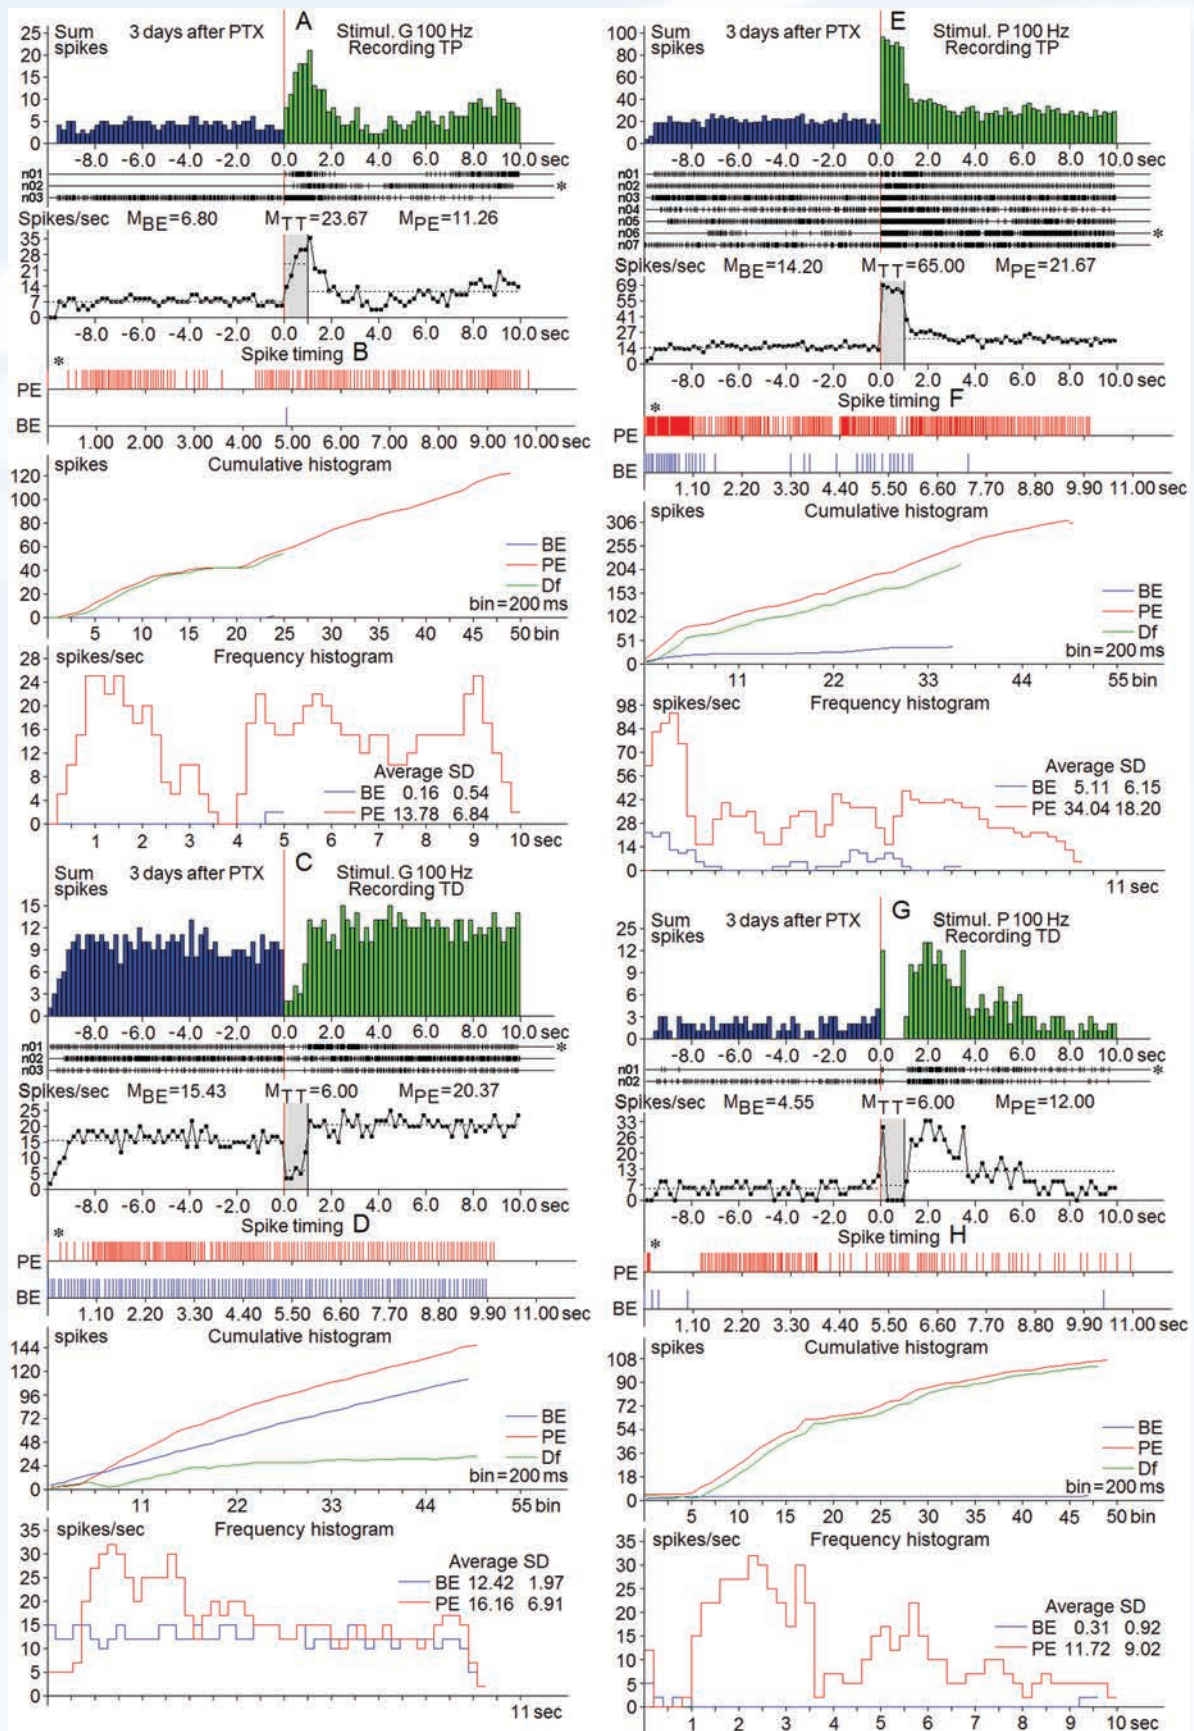 A
Sum spikes 3 days after PTX Stimul. G 100 Hz Recording TP
25
20
15
10
5
0
-8.0 -6.0 -4.0 -2.0 0.0 2.0 4.0 6.0 8.0 10.0 sec
n01
n02 *
n03
Spikes/sec MBE=6.80 MTT=23.67 MPE=11.26
35
28
21
14
7
0
-8.0 -6.0 -4.0 -2.0 0.0 2.0 4.0 6.0 8.0 10.0 sec
Spike timing B
*
PE
BE
1.00 2.00 3.00 4.00 5.00 6.00 7.00 8.00 9.00 10.00 sec
spikes Cumulative histogram
120
100
80
60
40
20
0
BE
PE
Df
bin=200 ms
5 10 15 20 25 30 35 40 45 50 bin
spikes/sec Frequency histogram
28
24
20
16
12
8
4
0
Average SD
BE 0.16 0.54
PE 13.78 6.84
1 2 3 4 5 6 7 8 9 10 sec
C
Sum spikes 3 days after PTX Stimul. G 100 Hz Recording TD
15
12
9
6
3
0
-8.0 -6.0 -4.0 -2.0 0.0 2.0 4.0 6.0 8.0 10.0 sec
n01 *
n02
n03
Spikes/sec MBE=15.43 MTT=6.00 MPE=20.37
25
20
15
10
5
0
-8.0 -6.0 -4.0 -2.0 0.0 2.0 4.0 6.0 8.0 10.0 sec
Spike timing D
*
PE
BE
1.10 2.20 3.30 4.40 5.50 6.60 7.70 8.80 9.90 11.00 sec
spikes Cumulative histogram
144
120
96
72
48
24
0
BE
PE
Df
bin=200 ms
11 22 33 44 55 bin
spikes/sec Frequency histogram
35
30
25
20
15
10
5
0
Average SD
BE 12.42 1.97
PE 16.16 6.91
11 sec
E
Sum spikes 3 days after PTX Stimul. P 100 Hz Recording TP
100
80
60
40
20
0
-8.0 -6.0 -4.0 -2.0 0.0 2.0 4.0 6.0 8.0 10.0 sec
n01
n02
n03
n04
n05
n06 *
n07
Spikes/sec MBE=14.20 MTT=65.00 MPE=21.67
69
55
41
27
14
0
-8.0 -6.0 -4.0 -2.0 0.0 2.0 4.0 6.0 8.0 10.0 sec
Spike timing F
*
PE
BE
1.10 2.20 3.30 4.40 5.50 6.60 7.70 8.80 9.90 11.00 sec
spikes Cumulative histogram
306
255
204
153
102
51
0
BE
PE
Df
bin=200 ms
11 22 33 44 55 bin
spikes/sec Frequency histogram
98
84
70
56
42
28
14
0
Average SD
BE 5.11 6.15
PE 34.04 18.20
11 sec
G
Sum spikes 3 days after PTX Stimul. P 100 Hz Recording TD
25
12
9
6
3
0
-8.0 -6.0 -4.0 -2.0 0.0 2.0 4.0 6.0 8.0 10.0 sec
n01 *
n02
Spikes/sec MBE=4.55 MTT=6.00 MPE=12.00
33
26
20
13
7
0
-8.0 -6.0 -4.0 -2.0 0.0 2.0 4.0 6.0 8.0 10.0 sec
Spike timing H
*
PE
BE
1.10 2.20 3.30 4.40 5.50 6.60 7.70 8.80 9.90 11.00 sec
spikes Cumulative histogram
108
90
72
54
36
18
0
BE
PE
Df
bin=200 ms
5 10 15 20 25 30 35 40 45 50 bin
spikes/sec Frequency histogram
35
30
25
20
15
10
5
0
Average SD
BE 0.31 0.92
PE 11.72 9.02
1 2 3 4 5 6 7 8 9 10 sec